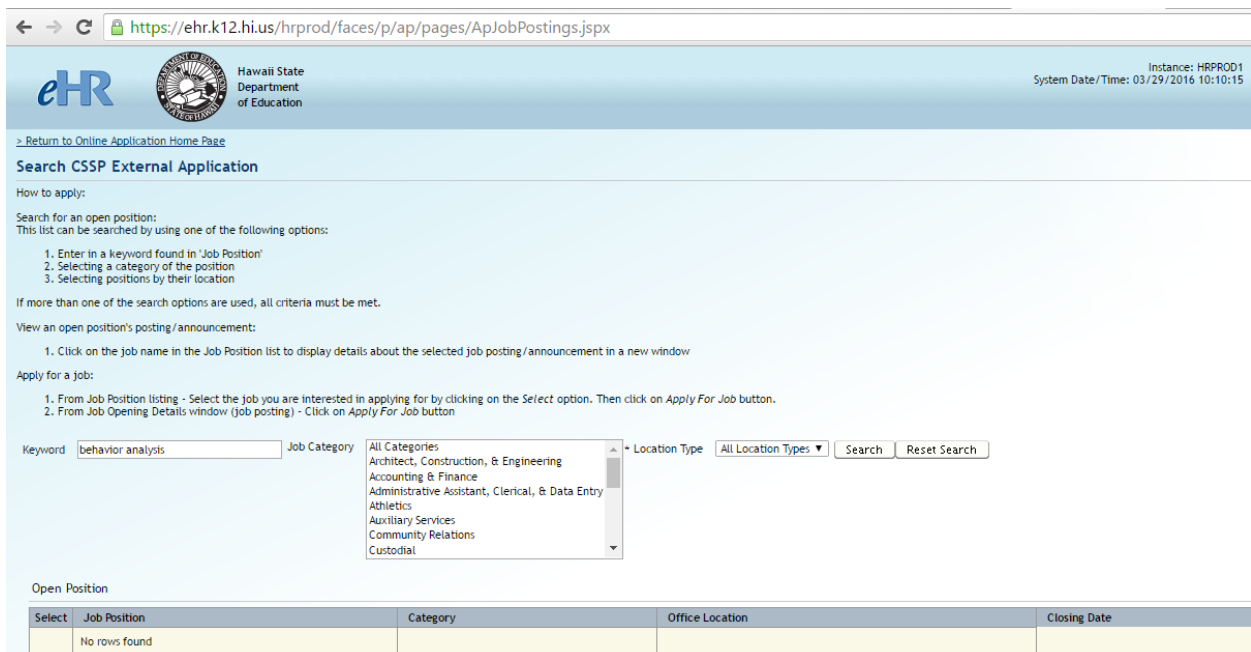 https://ehr.k12.hi.us/hrprod/faces/p/ap/pages/ApJobPostings.jspx
eHR
Hawaii State
Department
of Education
Instance: HRPROD1
System Date/Time: 03/29/2016 10:10:15
> Return to Online Application Home Page
Search CSSP External Application
How to apply:
Search for an open position:
This list can be searched by using one of the following options:
1. Enter in a keyword found in 'Job Position'
2. Selecting a category of the position
3. Selecting positions by their location
If more than one of the search options are used, all criteria must be met.
View an open position's posting/announcement:
1. Click on the job name in the Job Position list to display details about the selected job posting/announcement in a new window
Apply for a job:
1. From Job Position listing - Select the job you are interested in applying for by clicking on the Select option. Then click on Apply For Job button.
2. From Job Opening Details window (job posting) - Click on Apply For Job button
Keyword behavior analysis Job Category All Categories * Location Type All Location Types Search Reset Search
Architect, Construction, & Engineering
Accounting & Finance
Administrative Assistant, Clerical, & Data Entry
Athletics
Auxiliary Services
Community Relations
Custodial
Open Position
Select Job Position Category Office Location Closing Date
No rows found